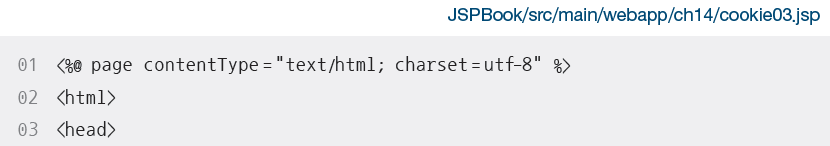 JSPBook/src/main/webapp/ch14/cookie03.jsp
01 <%@ page contentType="text/html; charset=utf-8" %>
02 <html>
03 <head>